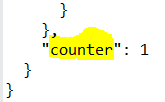 }
},
"counter": 1
}
}